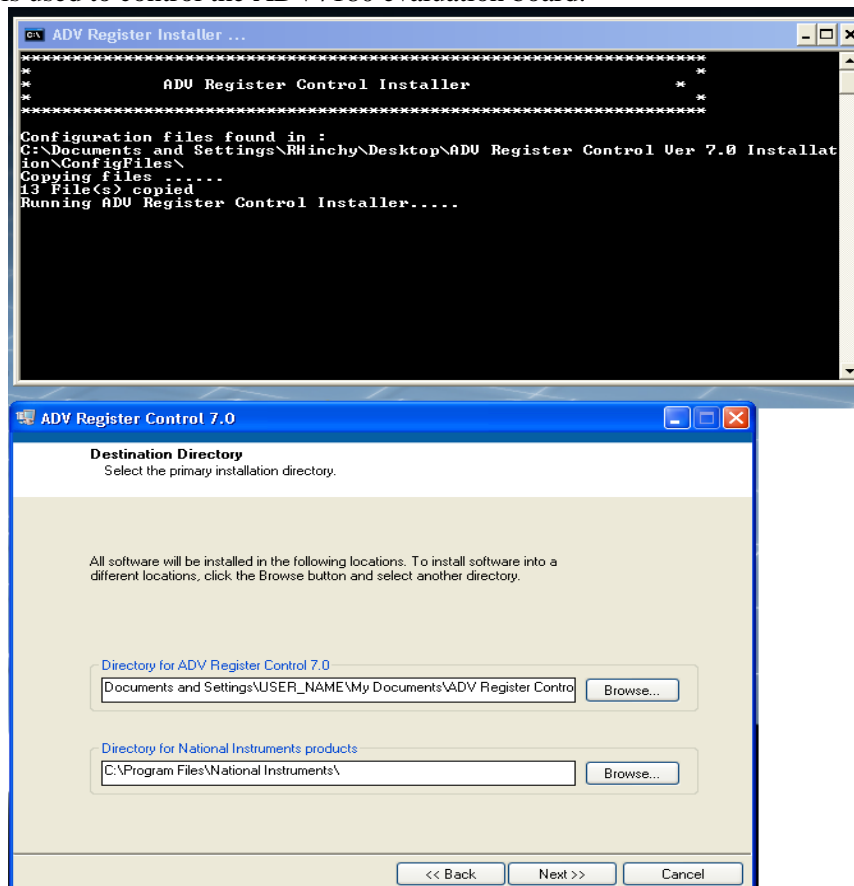 ADV Register Installer ...
*
* ADV Register Control Installer *
*
Configuration files found in :
C:\Documents and Settings\RHinchy\Desktop\ADV Register Control Ver 7.0 Installat
ion\ConfigFiles\
Copying files ......
13 File(s) copied
Running ADV Register Control Installer.....
ADV Register Control 7.0
Destination Directory
Select the primary installation directory.
All software will be installed in the following locations. To install software into a
different locations, click the Browse button and select another directory.
Directory for ADV Register Control 7.0
Documents and Settings\USER_NAME\My Documents\ADV Register Contro
Browse...
Directory for National Instruments products
C:\Program Files\National Instruments\
Browse...
<< Back
Next >>
Cancel